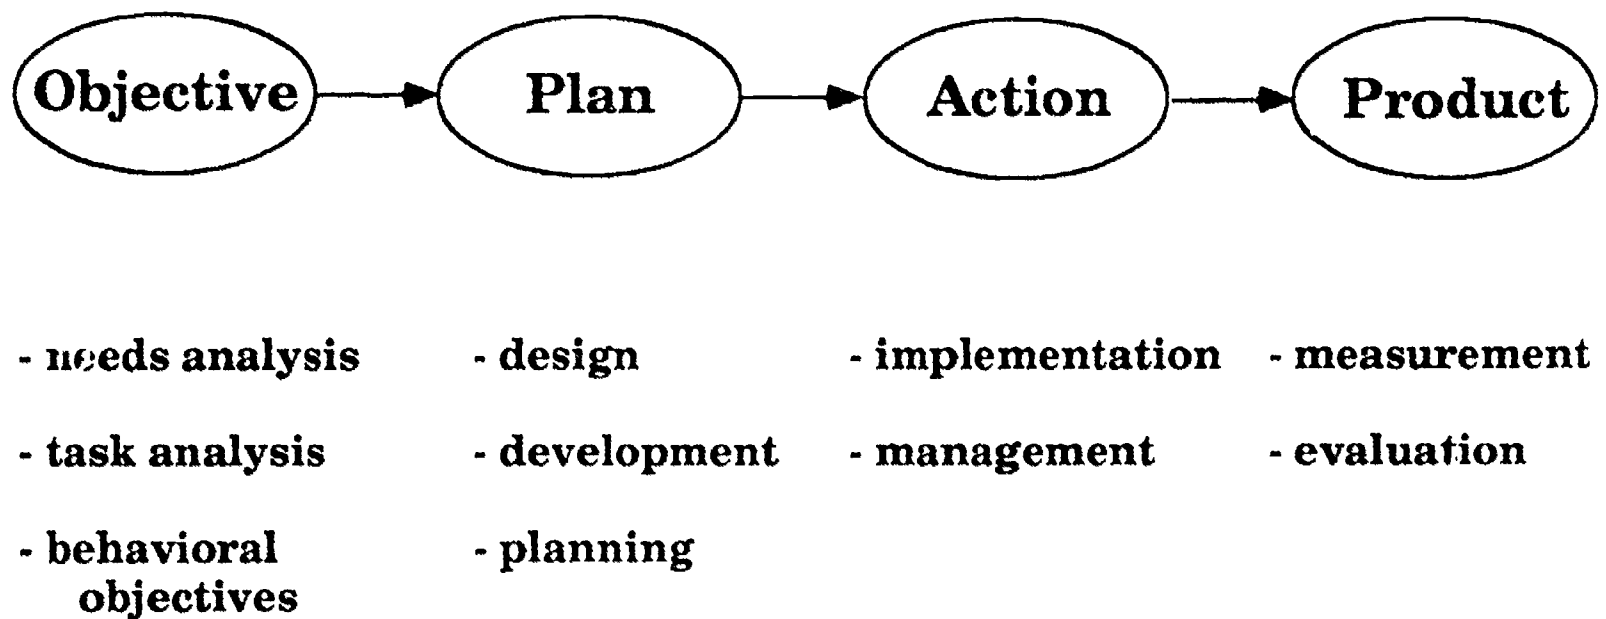 Objective Plan Action Product
- needs analysis - design - implementation - measurement
- task analysis - development - management - evaluation
- behavioral - planning
objectives